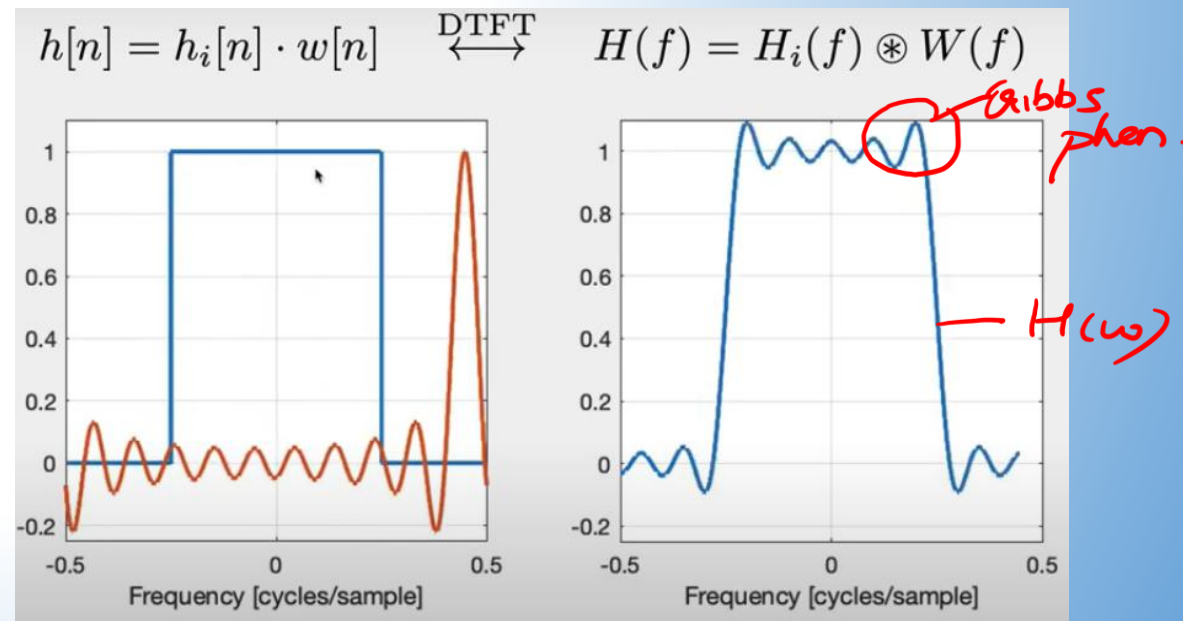 h[n] = h_i[n] · w[n] DTFT ⟷ H(f) = H_i(f) ⊛ W(f)
Gibbs
phen.
1
0.8
0.6
0.4
0.2
0
-0.2
-0.5 0 0.5
Frequency [cycles/sample]
1
0.8
0.6
0.4
0.2
0
-0.2
-0.5 0 0.5
Frequency [cycles/sample]
H(ω)